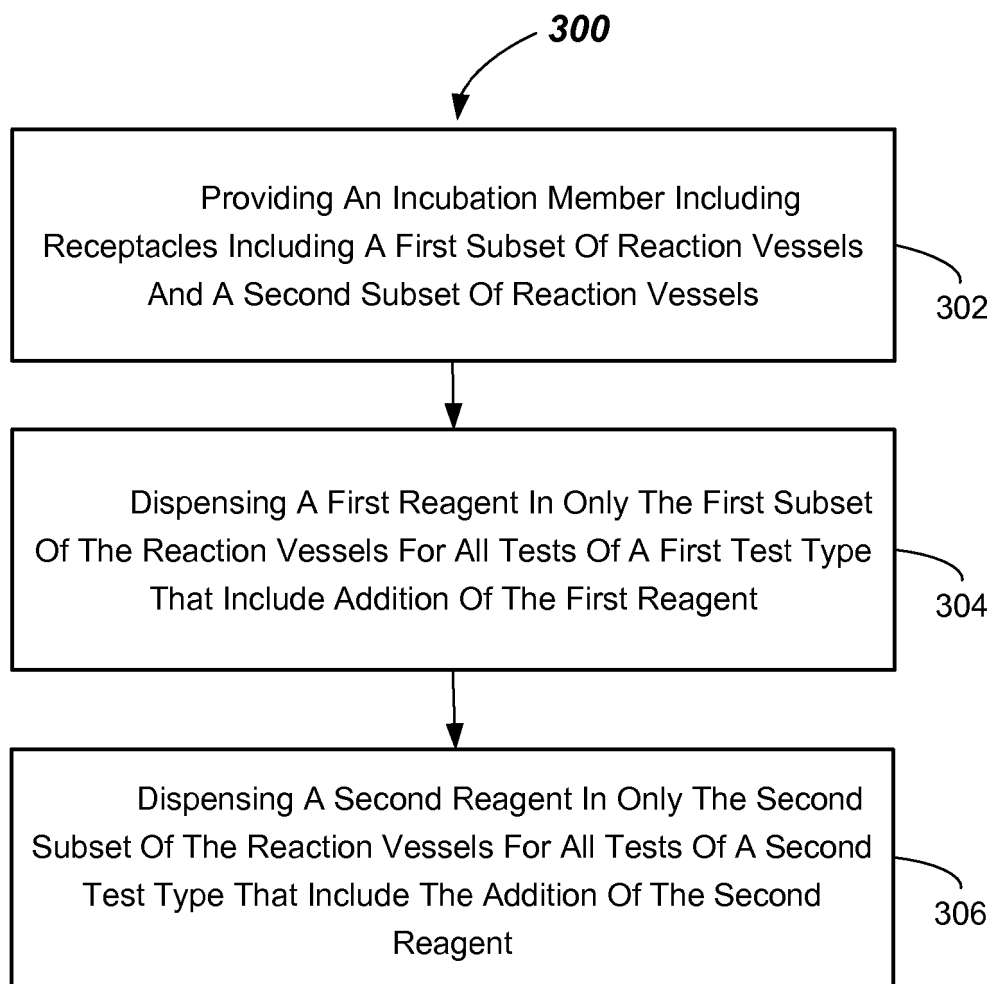 300
Providing An Incubation Member Including
Receptacles Including A First Subset Of Reaction Vessels
And A Second Subset Of Reaction Vessels
302
Dispensing A First Reagent In Only The First Subset
Of The Reaction Vessels For All Tests Of A First Test Type
That Include Addition Of The First Reagent
304
Dispensing A Second Reagent In Only The Second
Subset Of The Reaction Vessels For All Tests Of A Second
Test Type That Include The Addition Of The Second
Reagent
306